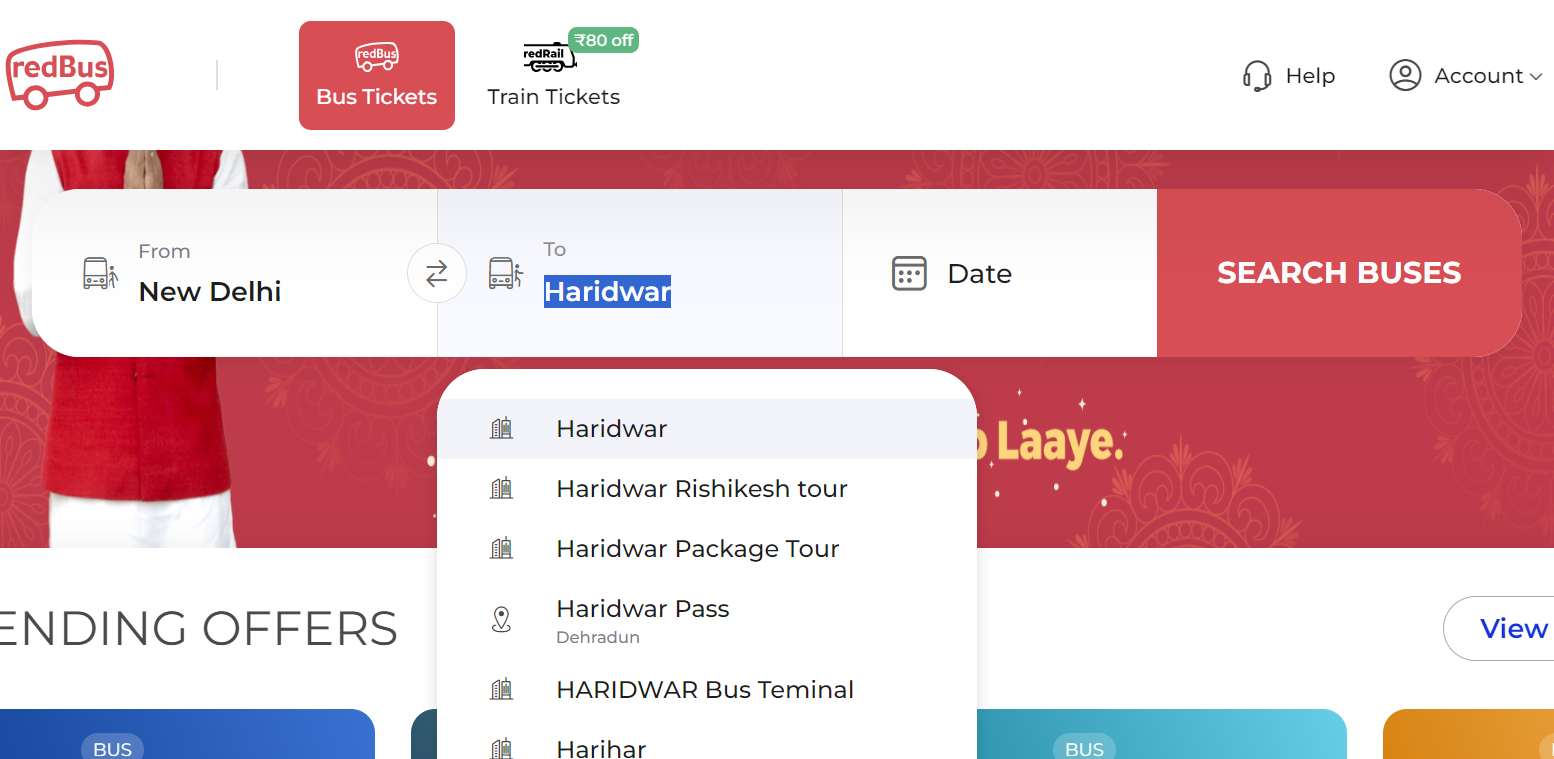 redBus
redBus
Bus Tickets
redRail
₹80 off
Train Tickets
Help
Account
From
New Delhi
To
Haridwar
Date
SEARCH BUSES
Haridwar
Haridwar Rishikesh tour
Haridwar Package Tour
Haridwar Pass
Dehradun
HARIDWAR Bus Teminal
Harihar
Laaye.
ENDING OFFERS
View
BUS
BUS